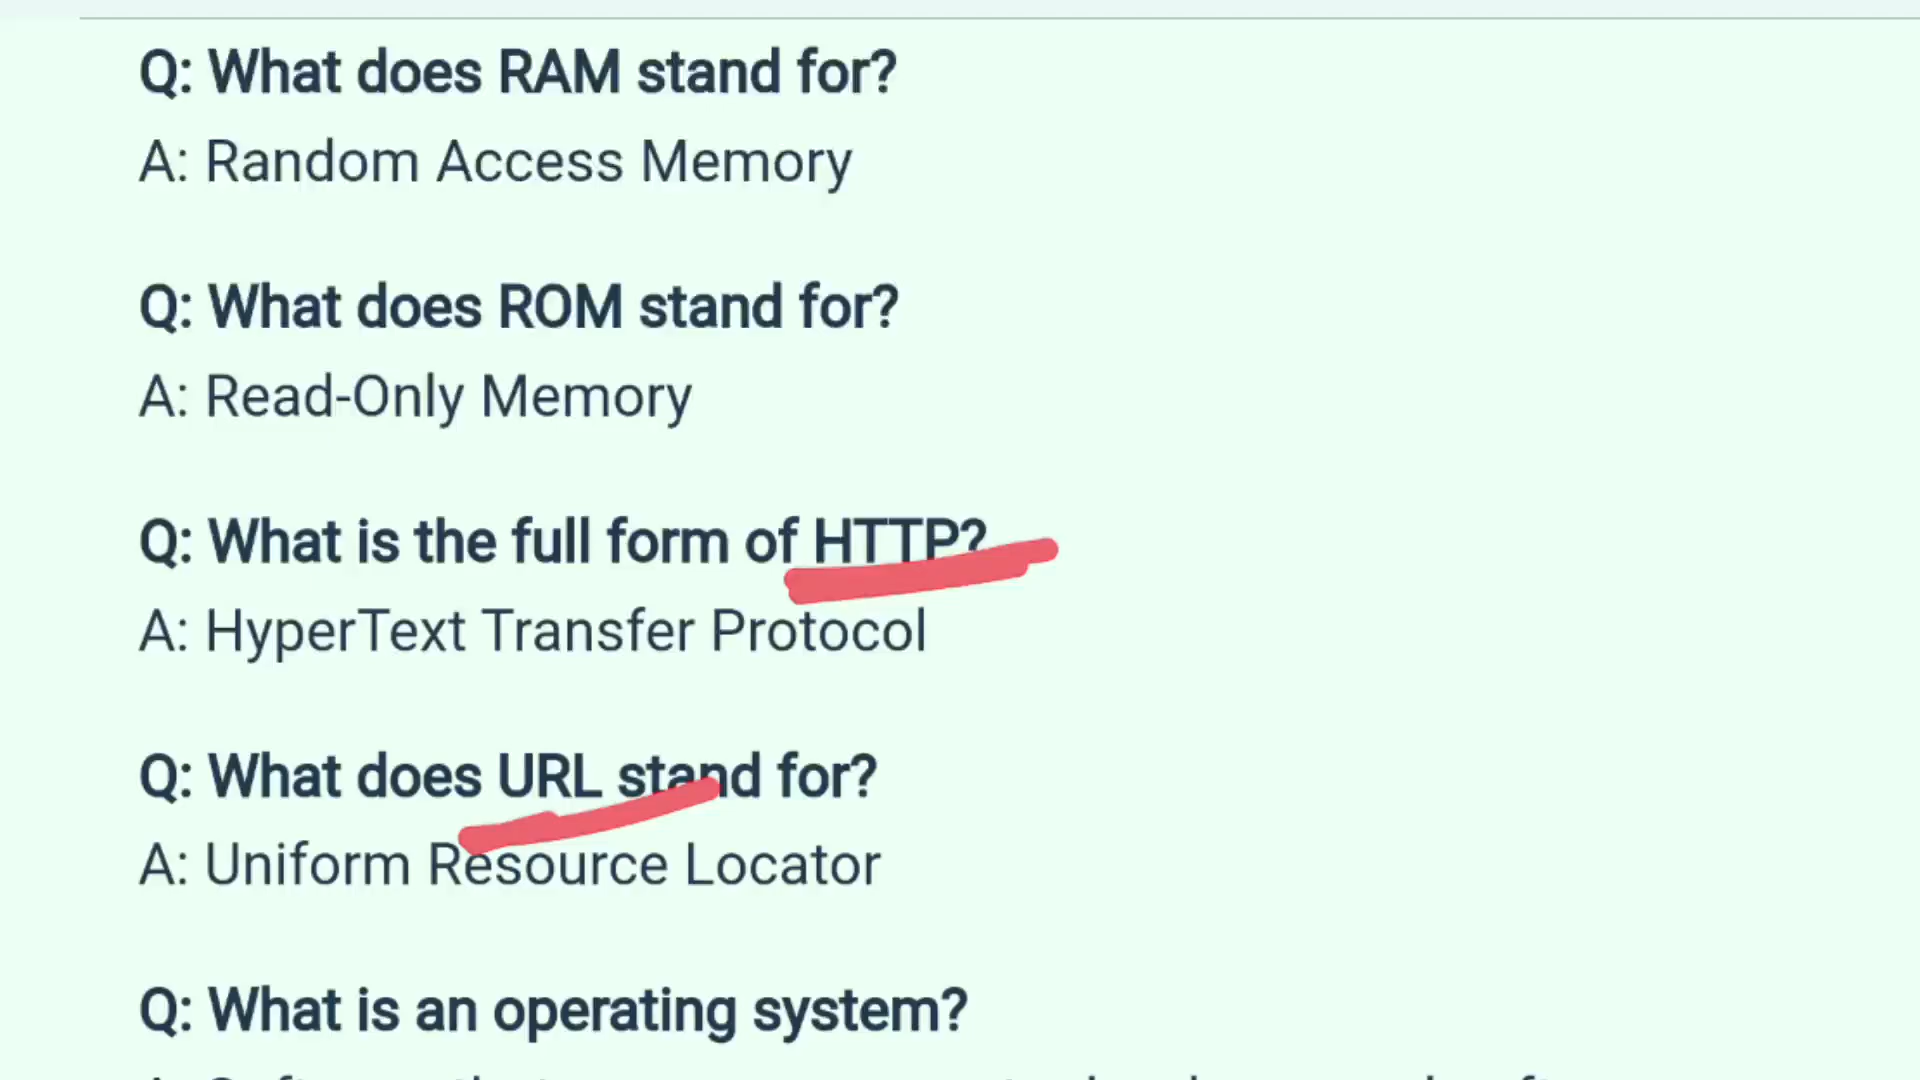 Q: What does RAM stand for?
A: Random Access Memory
Q: What does ROM stand for?
A: Read-Only Memory
Q: What is the full form of HTTP?
A: HyperText Transfer Protocol
Q: What does URL stand for?
A: Uniform Resource Locator
Q: What is an operating system?